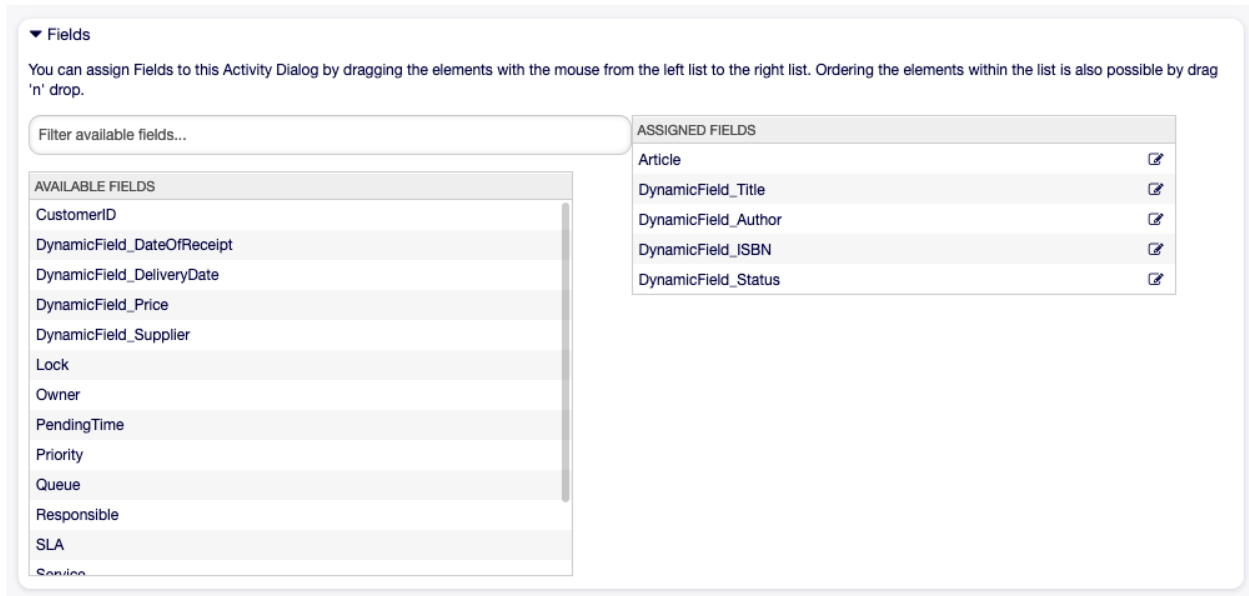 Fields
You can assign Fields to this Activity Dialog by dragging the elements with the mouse from the left list to the right list. Ordering the elements within the list is also possible by drag
'n' drop.
Filter available fields...
AVAILABLE FIELDS
CustomerID
DynamicField_DateOfReceipt
DynamicField_DeliveryDate
DynamicField_Price
DynamicField_Supplier
Lock
Owner
PendingTime
Priority
Queue
Responsible
SLA
Service
ASSIGNED FIELDS
Article
DynamicField_Title
DynamicField_Author
DynamicField_ISBN
DynamicField_Status